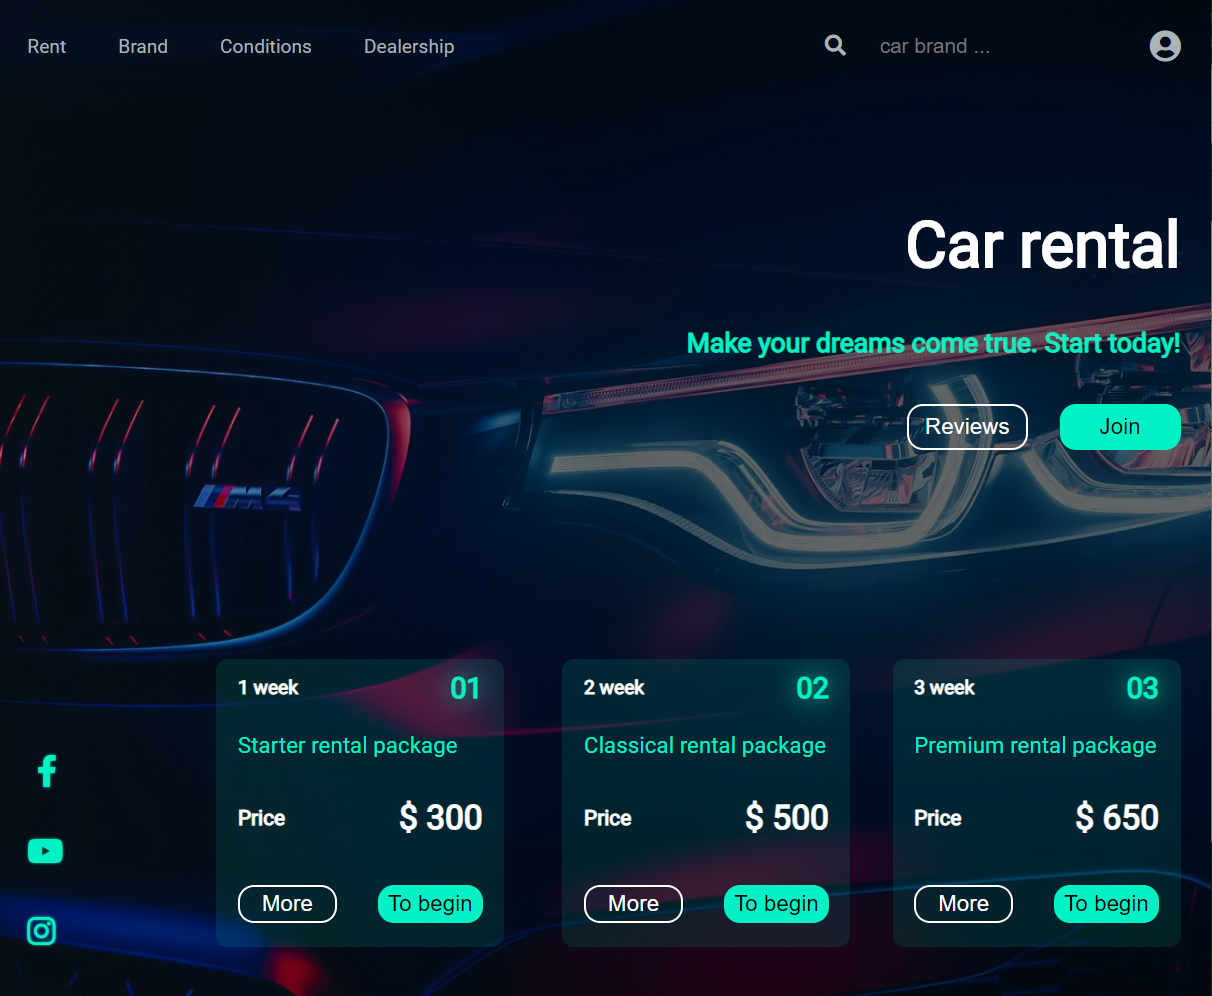 Rent Brand Conditions Dealership car brand ...
Car rental
Make your dreams come true. Start today!
Reviews Join
M4
1 week 01
Starter rental package
Price $ 300
More To begin
2 week 02
Classical rental package
Price $ 500
More To begin
3 week 03
Premium rental package
Price $ 650
More To begin